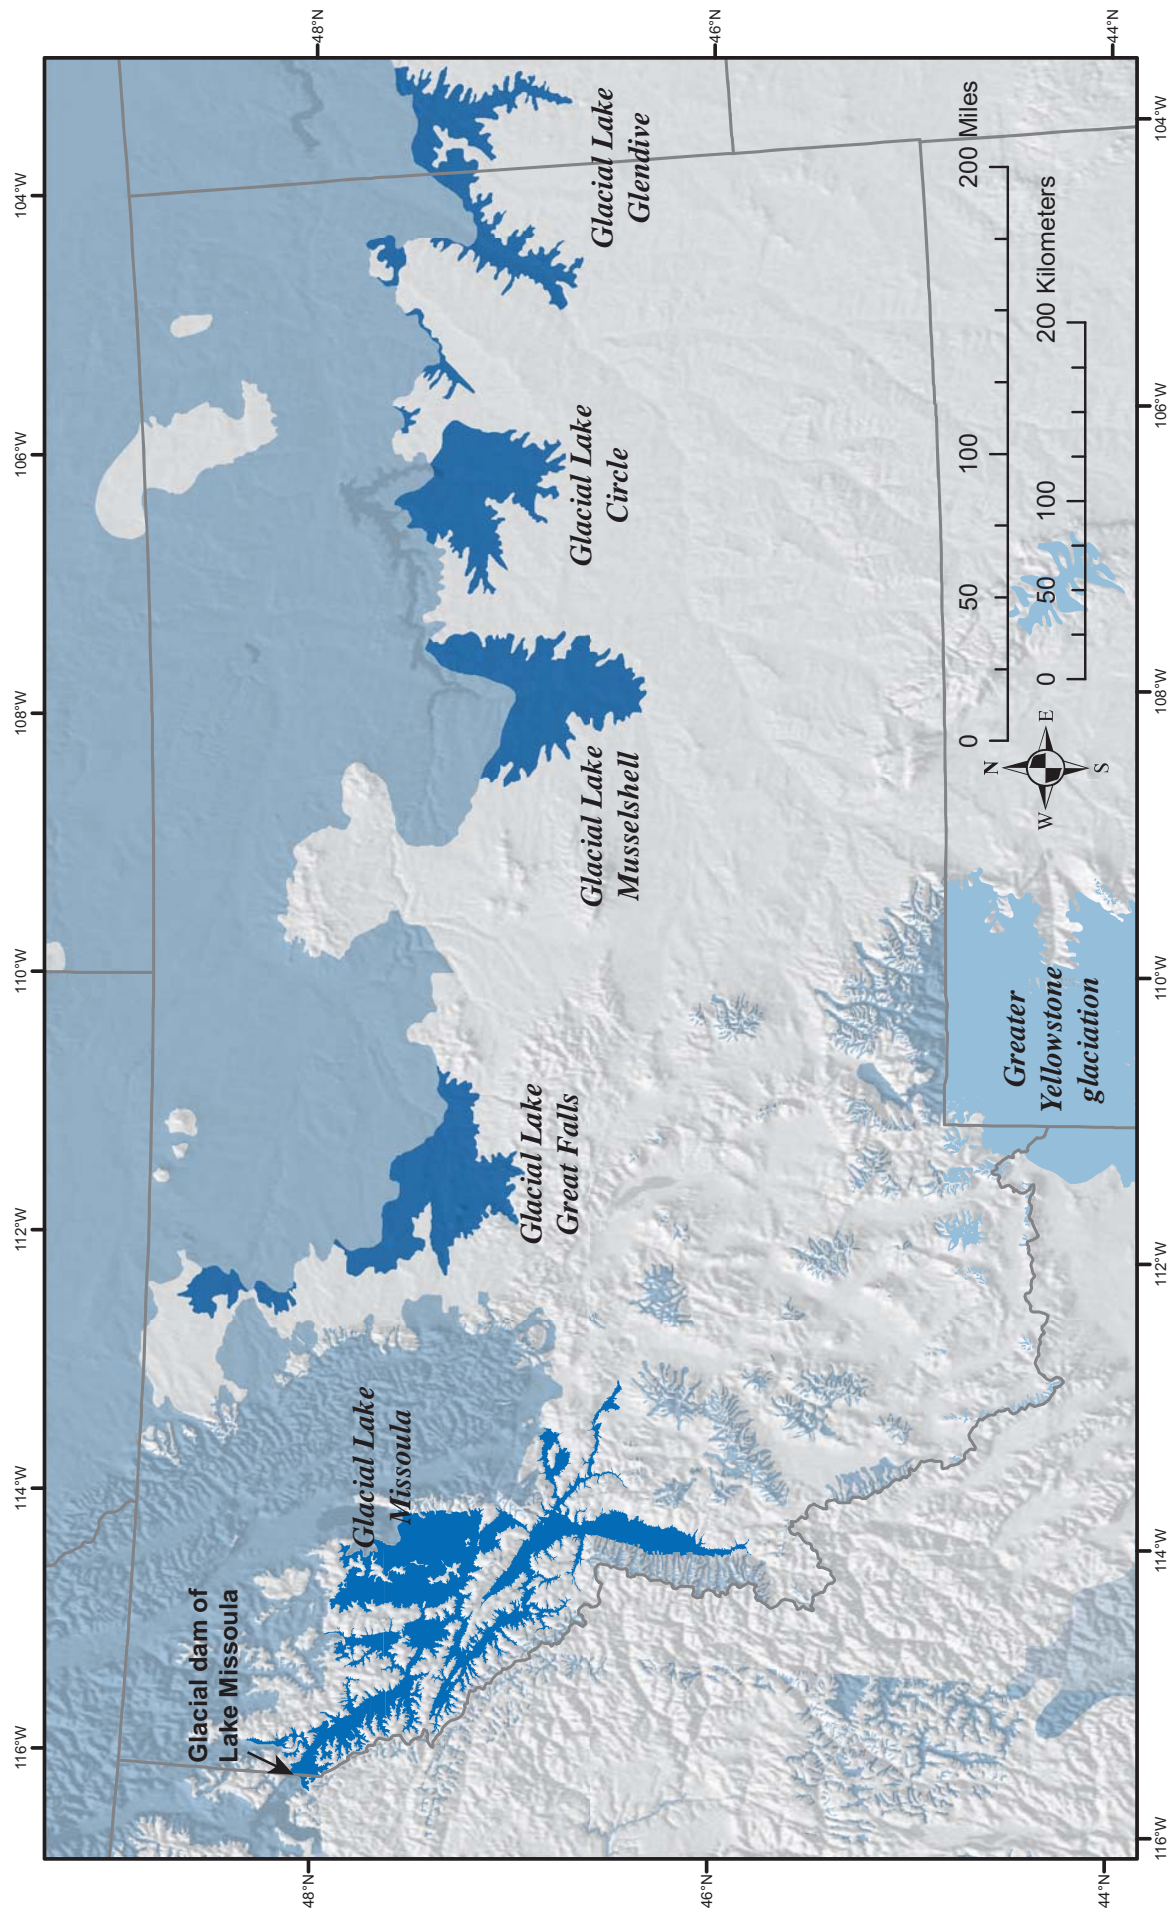 116°W
114°W
112°W
110°W
108°W
106°W
104°W
48°N
48°N
46°N
46°N
44°N
44°N
Glacial dam of
Lake Missoula
Glacial Lake
Missoula
Glacial Lake
Great Falls
Glacial Lake
Musselshell
Glacial Lake
Circle
Glacial Lake
Glendive
Greater
Yellowstone
glaciation
N
W
E
S
0
50
100
200 Miles
0
50
100
200 Kilometers
116°W
114°W
112°W
110°W
108°W
106°W
104°W